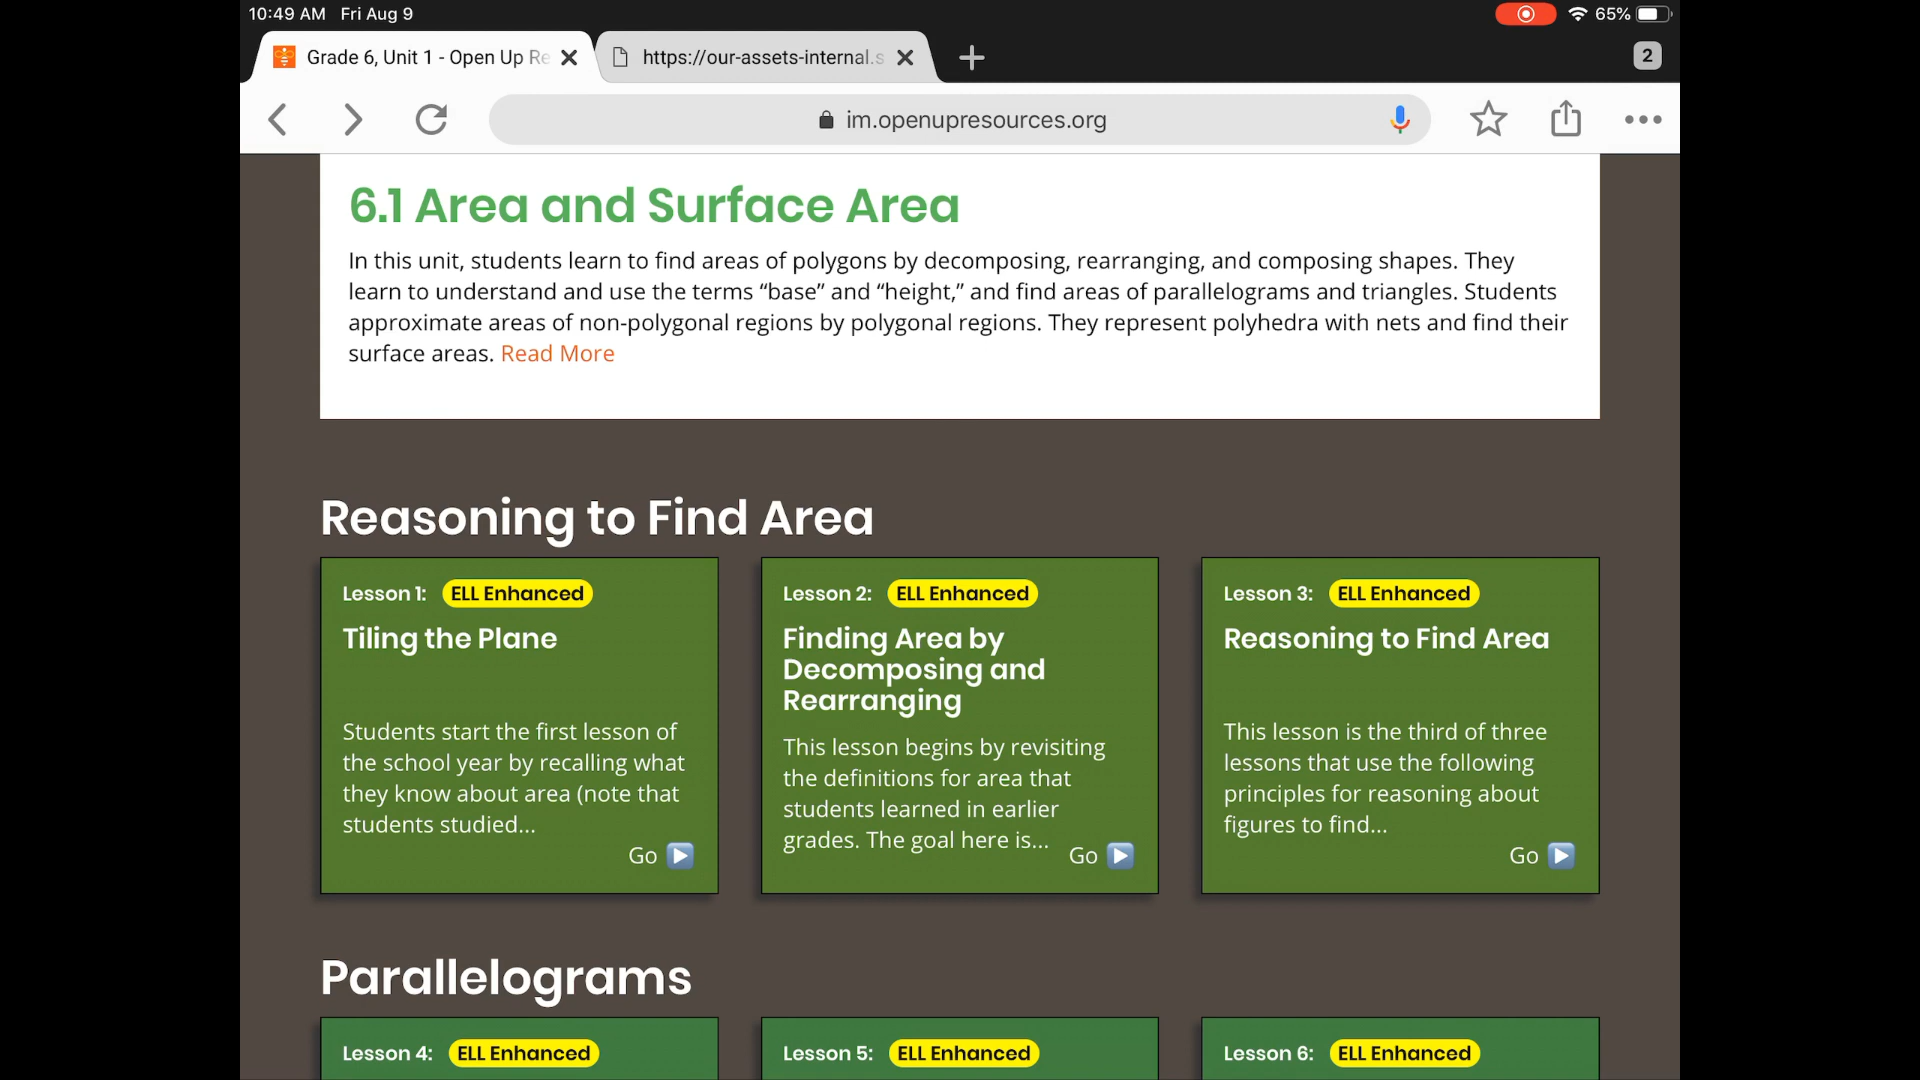 10:49 AM Fri Aug 9
65%
Grade 6, Unit 1 - Open Up Re
https://our-assets-internal.s
2
im.openupresources.org
6.1 Area and Surface Area
In this unit, students learn to find areas of polygons by decomposing, rearranging, and composing shapes. They
learn to understand and use the terms “base” and “height,” and find areas of parallelograms and triangles. Students
approximate areas of non-polygonal regions by polygonal regions. They represent polyhedra with nets and find their
surface areas. Read More
Reasoning to Find Area
Lesson 1: ELL Enhanced
Tiling the Plane
Students start the first lesson of
the school year by recalling what
they know about area (note that
students studied...
Go
Lesson 2: ELL Enhanced
Finding Area by
Decomposing and
Rearranging
This lesson begins by revisiting
the definitions for area that
students learned in earlier
grades. The goal here is...
Go
Lesson 3: ELL Enhanced
Reasoning to Find Area
This lesson is the third of three
lessons that use the following
principles for reasoning about
figures to find...
Go
Parallelograms
Lesson 4: ELL Enhanced
Lesson 5: ELL Enhanced
Lesson 6: ELL Enhanced